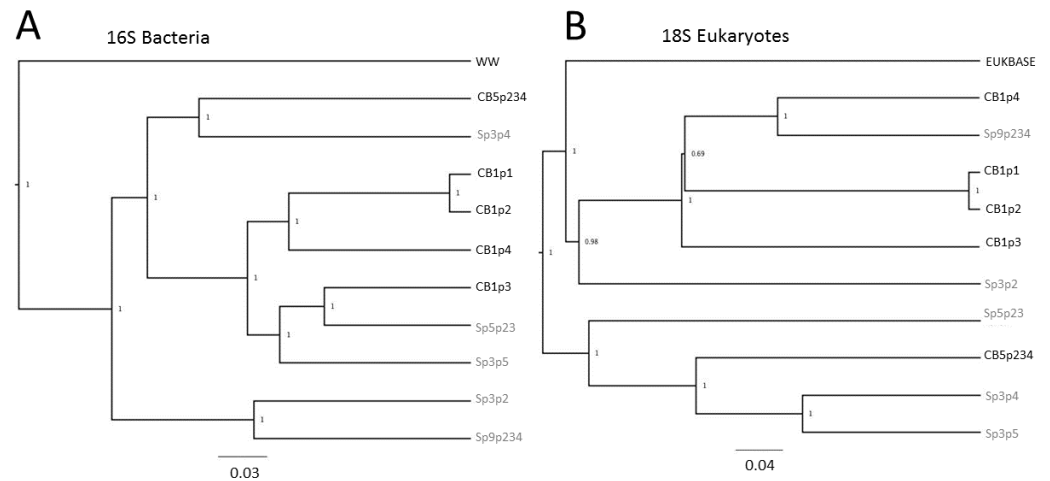 A
16S Bacteria
WW
CB5p234
1
Sp3p4
CB1p1
1
1
1
CB1p2
1
CB1p4
1
CB1p3
1
1
Sp5p23
1
Sp3p5
Sp3p2
1
Sp9p234
0.03
B
18S Eukaryotes
EUKBASE
CB1p4
1
Sp9p234
1
0.69
CB1p1
1
1
CB1p2
0.98
CB1p3
1
Sp3p2
Sp5p23
1
CB5p234
1
Sp3p4
1
Sp3p5
0.04